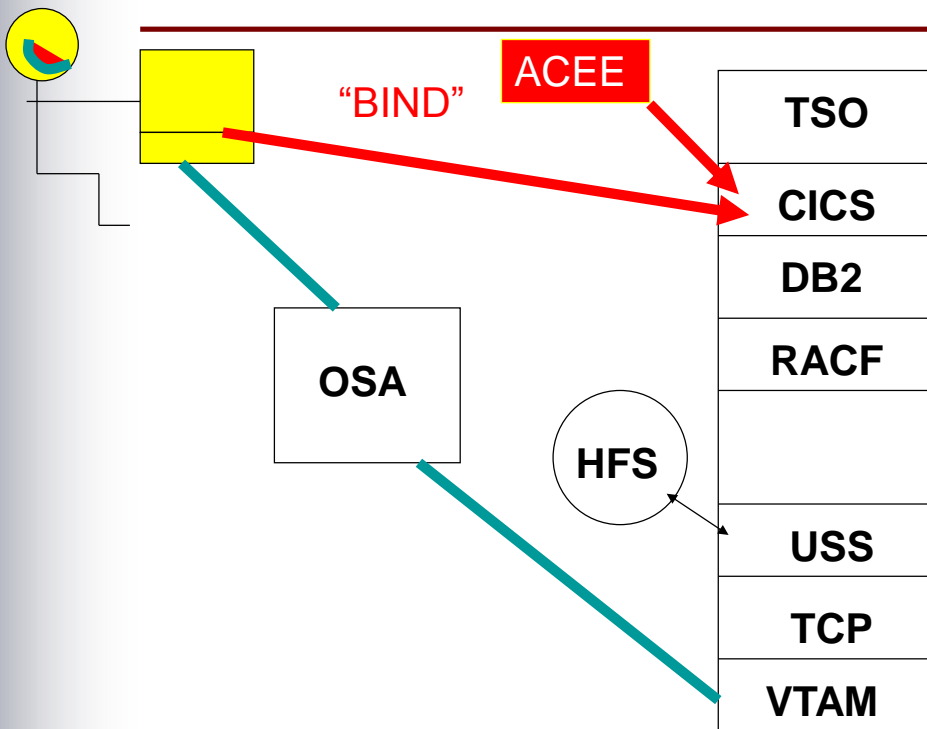 “BIND”
ACEE
TSO
CICS
DB2
RACF
OSA
HFS
USS
TCP
VTAM